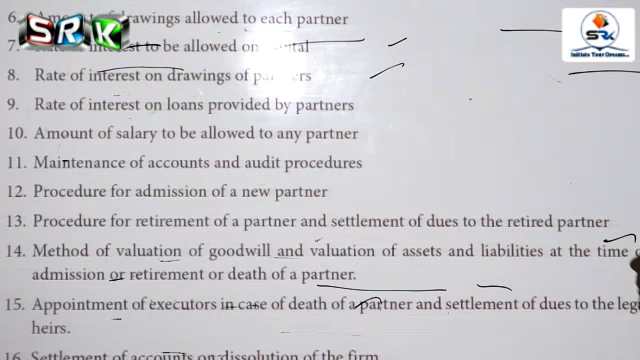 6. Amount of drawings allowed to each partner
SRK
SRK
Initiate Your Dreams...
7. Rate of interest to be allowed on capital
8. Rate of interest on drawings of partners
9. Rate of interest on loans provided by partners
10. Amount of salary to be allowed to any partner
11. Maintenance of accounts and audit procedures
12. Procedure for admission of a new partner
13. Procedure for retirement of a partner and settlement of dues to the retired partner
14. Method of valuation of goodwill and valuation of assets and liabilities at the time
admission or retirement or death of a partner.
15. Appointment of executors in case of death of a partner and settlement of dues to the leg
heirs.
16. Settlement of accounts on dissolution of the firm